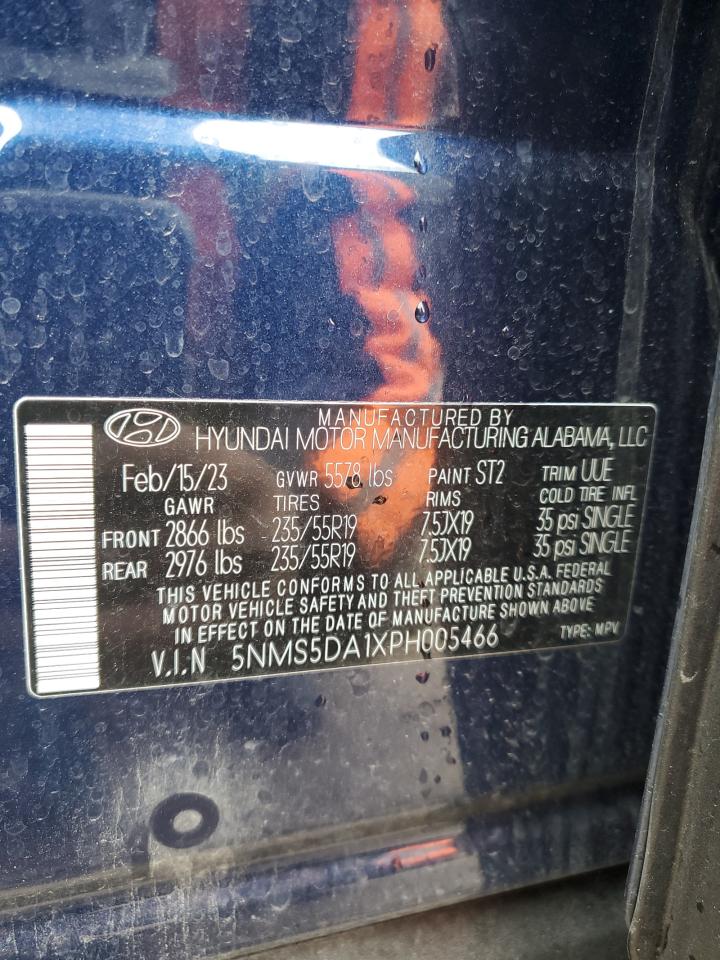 MANUFACTURED BY
HYUNDAI MOTOR MANUFACTURING ALABAMA, LLC
Feb/15/23 GVWR 5578 lbs PAINT ST2 TRIM UUE
GAWR TIRES RIMS COLD TIRE INFL
FRONT 2866 lbs 235/55R19 7.5JX19 35 psi SINGLE
REAR 2976 lbs 235/55R19 7.5JX19 35 psi SINGLE
THIS VEHICLE CONFORMS TO ALL APPLICABLE U.S.A. FEDERAL
MOTOR VEHICLE SAFETY AND THEFT PREVENTION STANDARDS
IN EFFECT ON THE DATE OF MANUFACTURE SHOWN ABOVE
V.I.N 5NMS5DA1XPH005466 TYPE: MPV